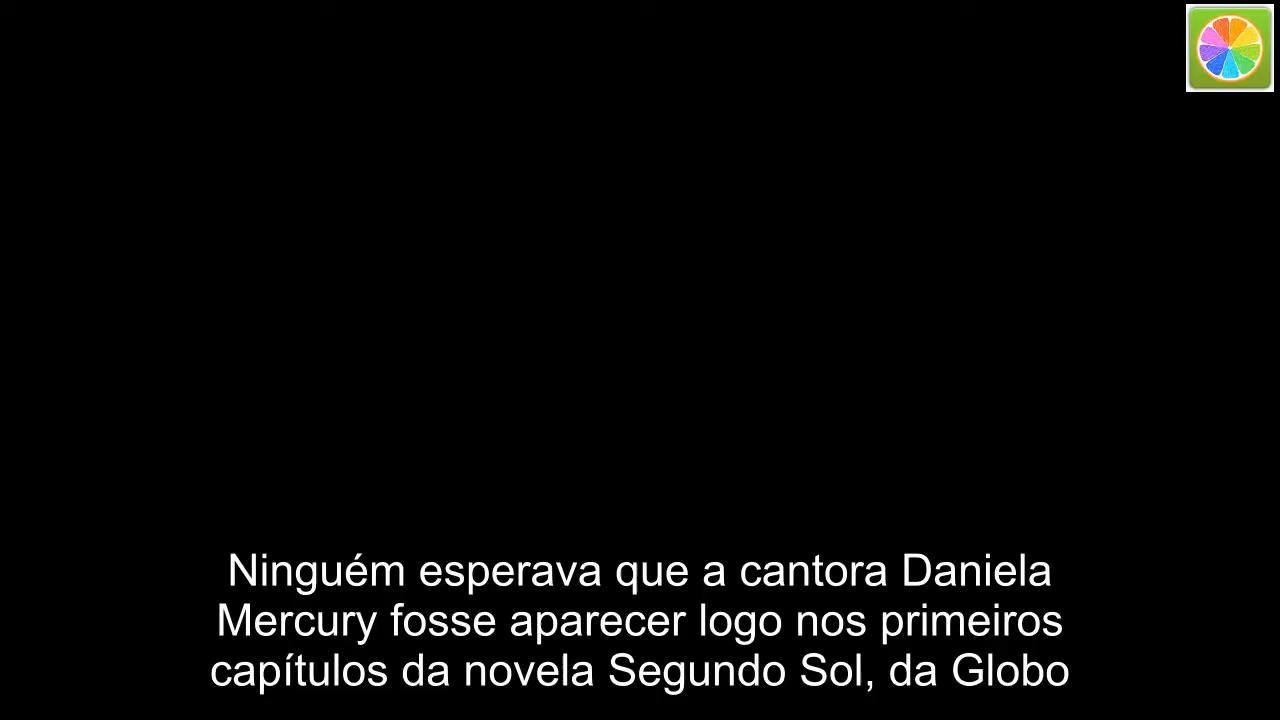 Ninguém esperava que a cantora Daniela
Mercury fosse aparecer logo nos primeiros
capítulos da novela Segundo Sol, da Globo